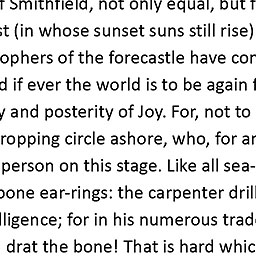 f Smithfield, not only equal, but f
st (in whose sunset suns still rise)
ophers of the forecastle have con
d if ever the world is to be again f
y and posterity of Joy. For, not to
ropping circle ashore, who, for an
person on this stage. Like all sea-
bone ear-rings: the carpenter drill
lligence; for in his numerous trad
drat the bone! That is hard whic